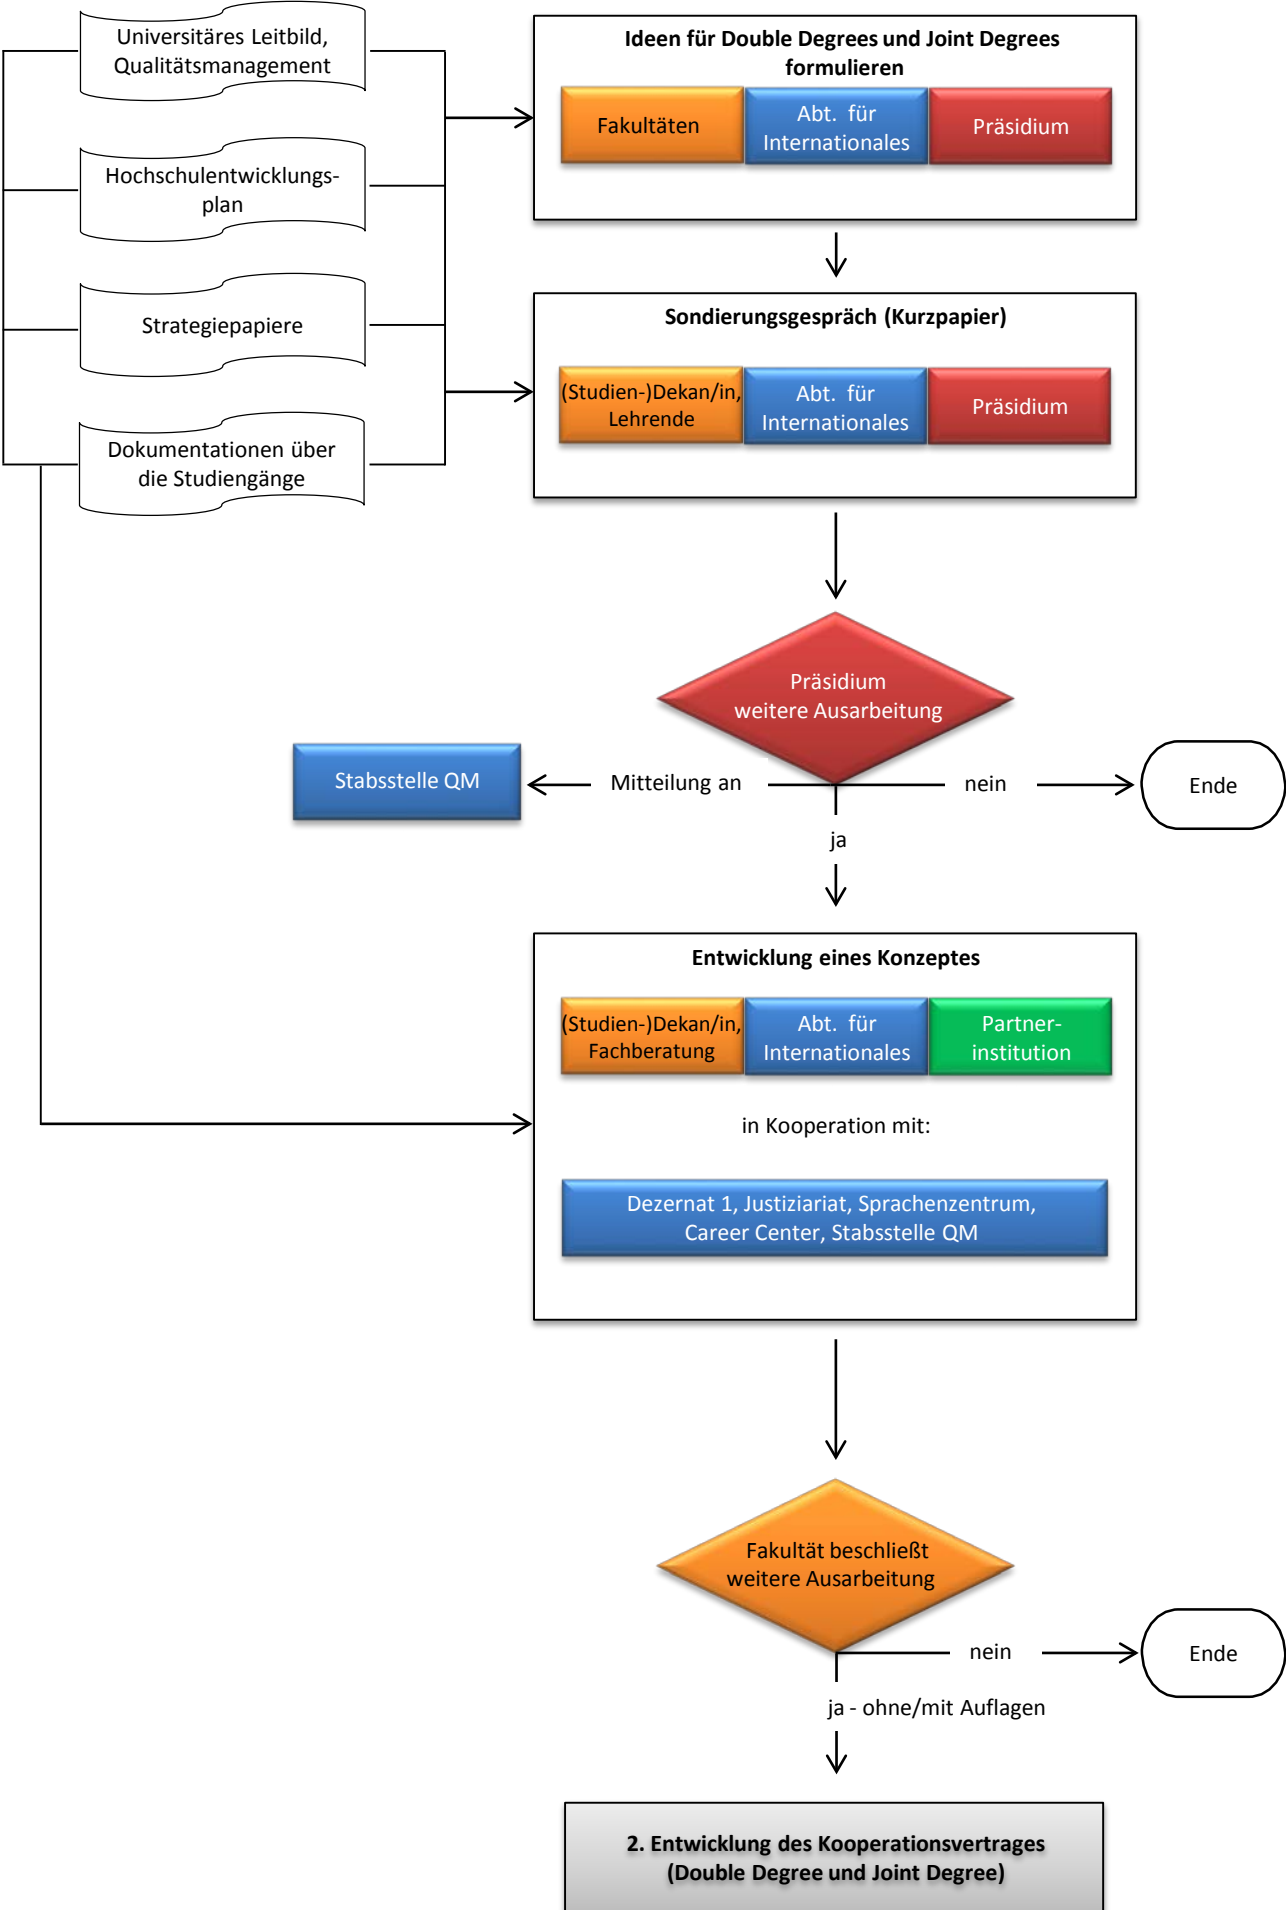 Universitäres Leitbild,
Qualitätsmanagement
Hochschulentwicklungs-
plan
Strategiepapiere
Dokumentationen über
die Studiengänge
Ideen für Double Degrees und Joint Degrees
formulieren
Fakultäten
Abt. für
Internationales
Präsidium
Sondierungsgespräch (Kurzpapier)
(Studien-)Dekan/in,
Lehrende
Abt. für
Internationales
Präsidium
Präsidium
weitere Ausarbeitung
Stabsstelle QM
Mitteilung an
nein
Ende
ja
Entwicklung eines Konzeptes
(Studien-)Dekan/in,
Fachberatung
Abt. für
Internationales
Partner-
institution
in Kooperation mit:
Dezernat 1, Justiziariat, Sprachenzentrum,
Career Center, Stabsstelle QM
Fakultät beschließt
weitere Ausarbeitung
nein
Ende
ja - ohne/mit Auflagen
2. Entwicklung des Kooperationsvertrages
(Double Degree und Joint Degree)